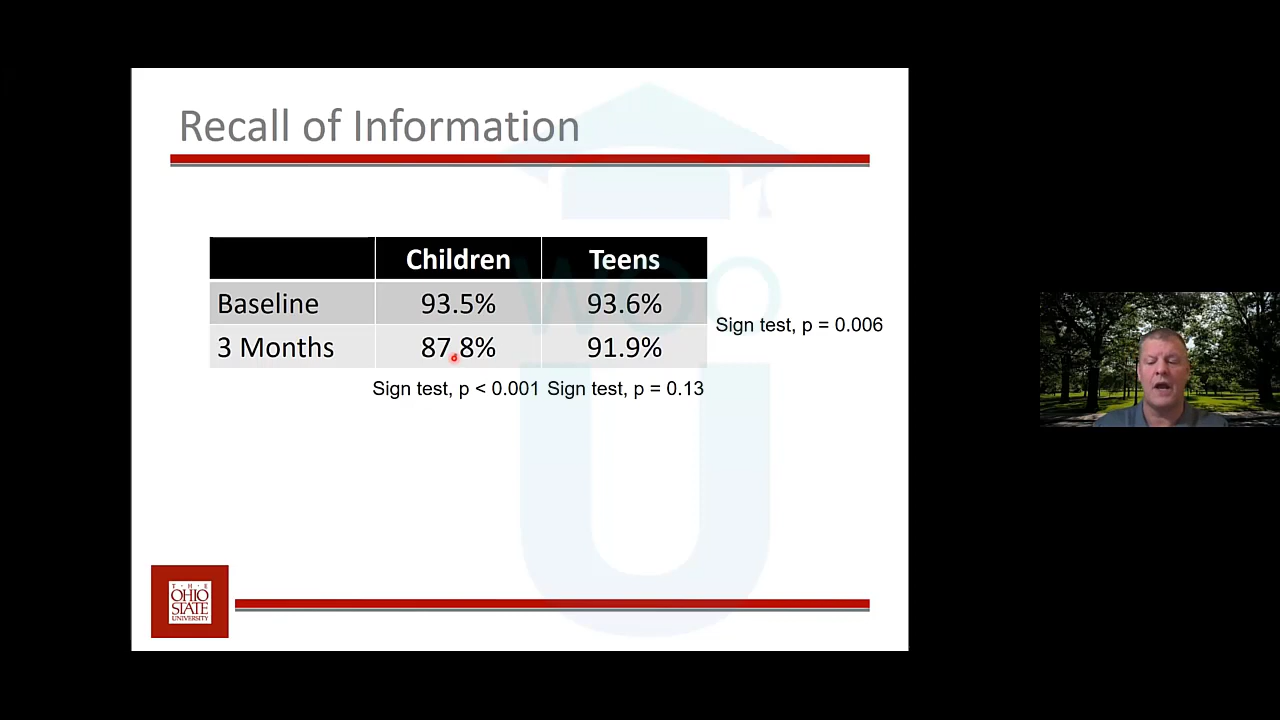 Recall of Information
Children Teens
Baseline 93.5% 93.6%
3 Months 87.8% 91.9%
Sign test, p = 0.006
Sign test, p < 0.001 Sign test, p = 0.13
WOO
U
T · H · E
OHIO
STATE
UNIVERSITY